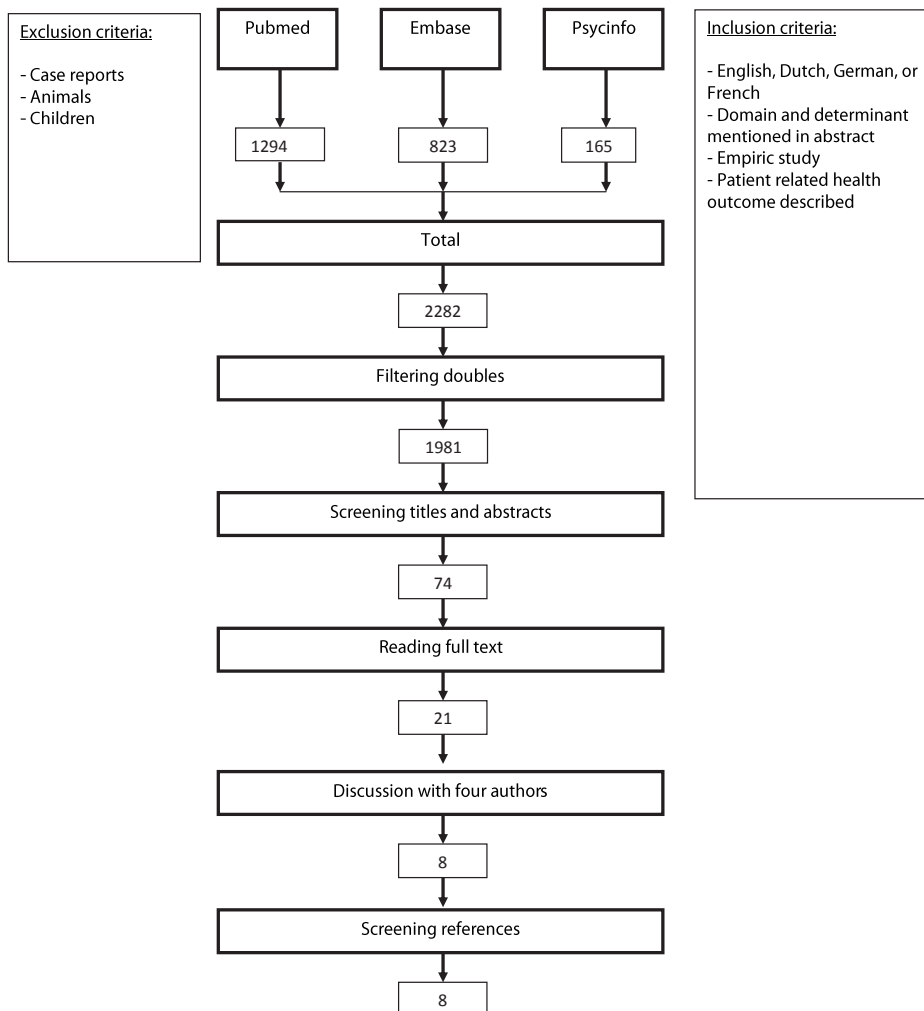 Exclusion criteria:
- Case reports
- Animals
- Children
Pubmed
Embase
Psycinfo
1294
823
165
Inclusion criteria:
- English, Dutch, German, or
French
- Domain and determinant
mentioned in abstract
- Empiric study
- Patient related health
outcome described
Total
2282
Filtering doubles
1981
Screening titles and abstracts
74
Reading full text
21
Discussion with four authors
8
Screening references
8